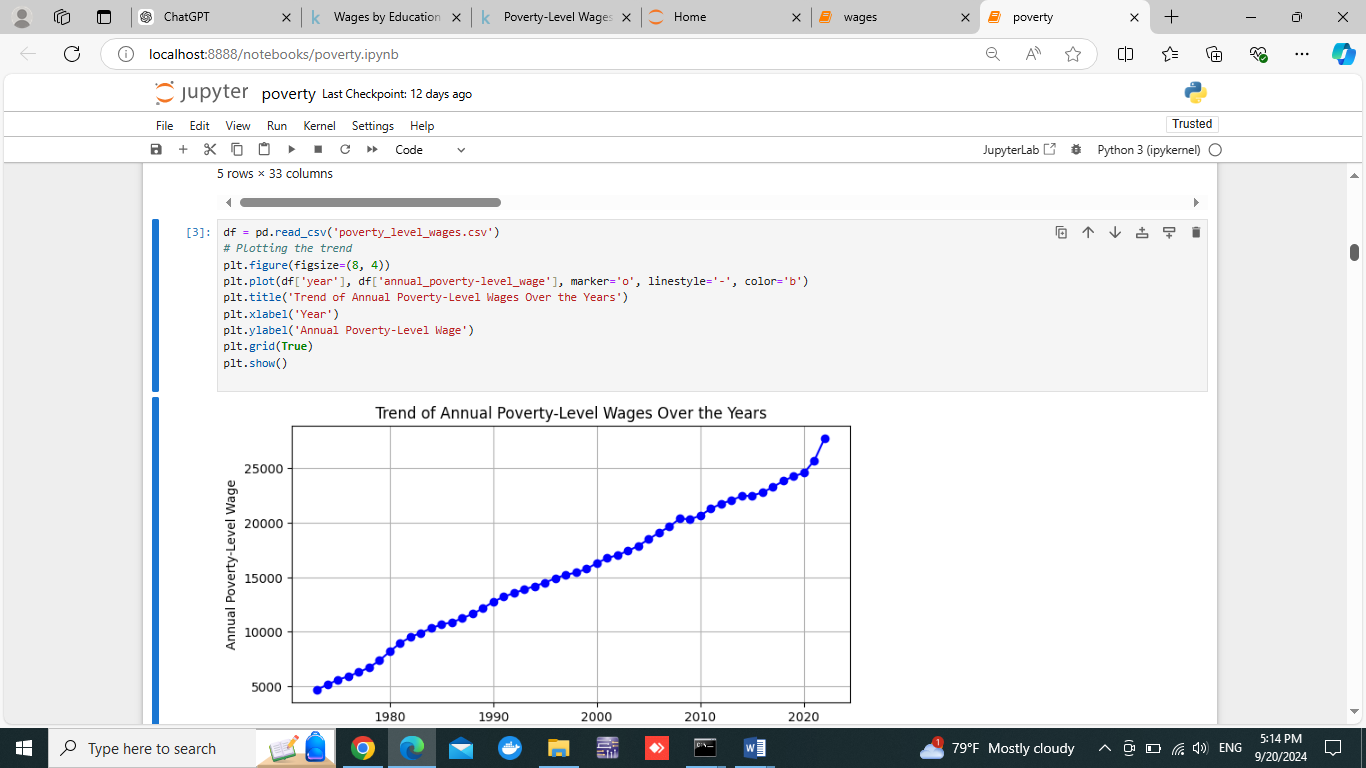 ChatGPT
Wages by Education
Poverty-Level Wages
Home
wages
poverty
localhost:8888/notebooks/poverty.ipynb
jupyter poverty Last Checkpoint: 12 days ago
File Edit View Run Kernel Settings Help
Trusted
Code
JupyterLab
Python 3 (ipykernel)
5 rows × 33 columns
[3]:
df = pd.read_csv('poverty_level_wages.csv')
# Plotting the trend
plt.figure(figsize=(8, 4))
plt.plot(df['year'], df['annual_poverty-level_wage'], marker='o', linestyle='-', color='b')
plt.title('Trend of Annual Poverty-Level Wages Over the Years')
plt.xlabel('Year')
plt.ylabel('Annual Poverty-Level Wage')
plt.grid(True)
plt.show()
Trend of Annual Poverty-Level Wages Over the Years
Annual Poverty-Level Wage
25000
20000
15000
10000
5000
1980 1990 2000 2010 2020
Type here to search
1
79°F Mostly cloudy
ENG
5:14 PM
9/20/2024